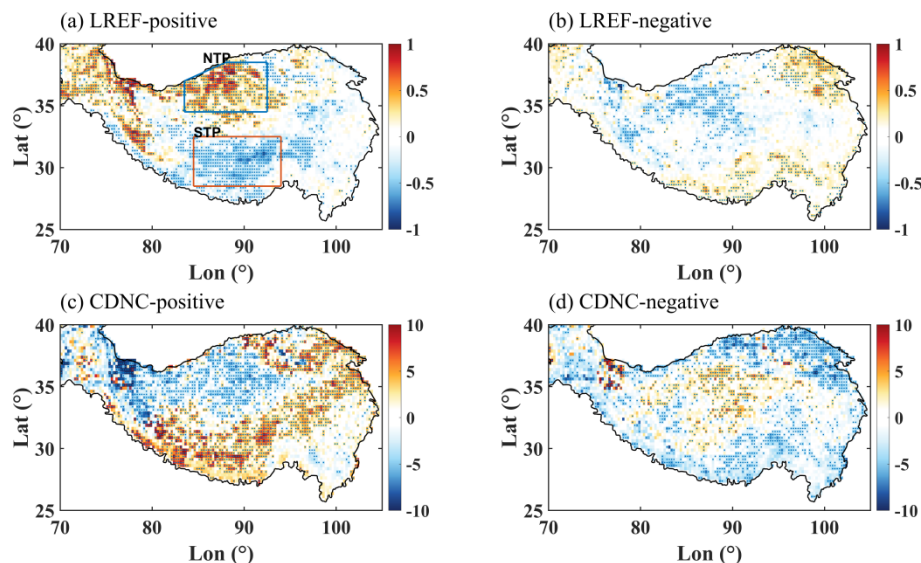 (a) LREF-positive
(b) LREF-negative
40
35
30
25
70 80 90 100
Lat (°)
Lon (°)
NTP
STP
1
0.5
0
-0.5
-1
40
35
30
25
70 80 90 100
Lat (°)
Lon (°)
1
0.5
0
-0.5
-1
(c) CDNC-positive
(d) CDNC-negative
40
35
30
25
70 80 90 100
Lat (°)
Lon (°)
10
5
0
-5
-10
40
35
30
25
70 80 90 100
Lat (°)
Lon (°)
10
5
0
-5
-10